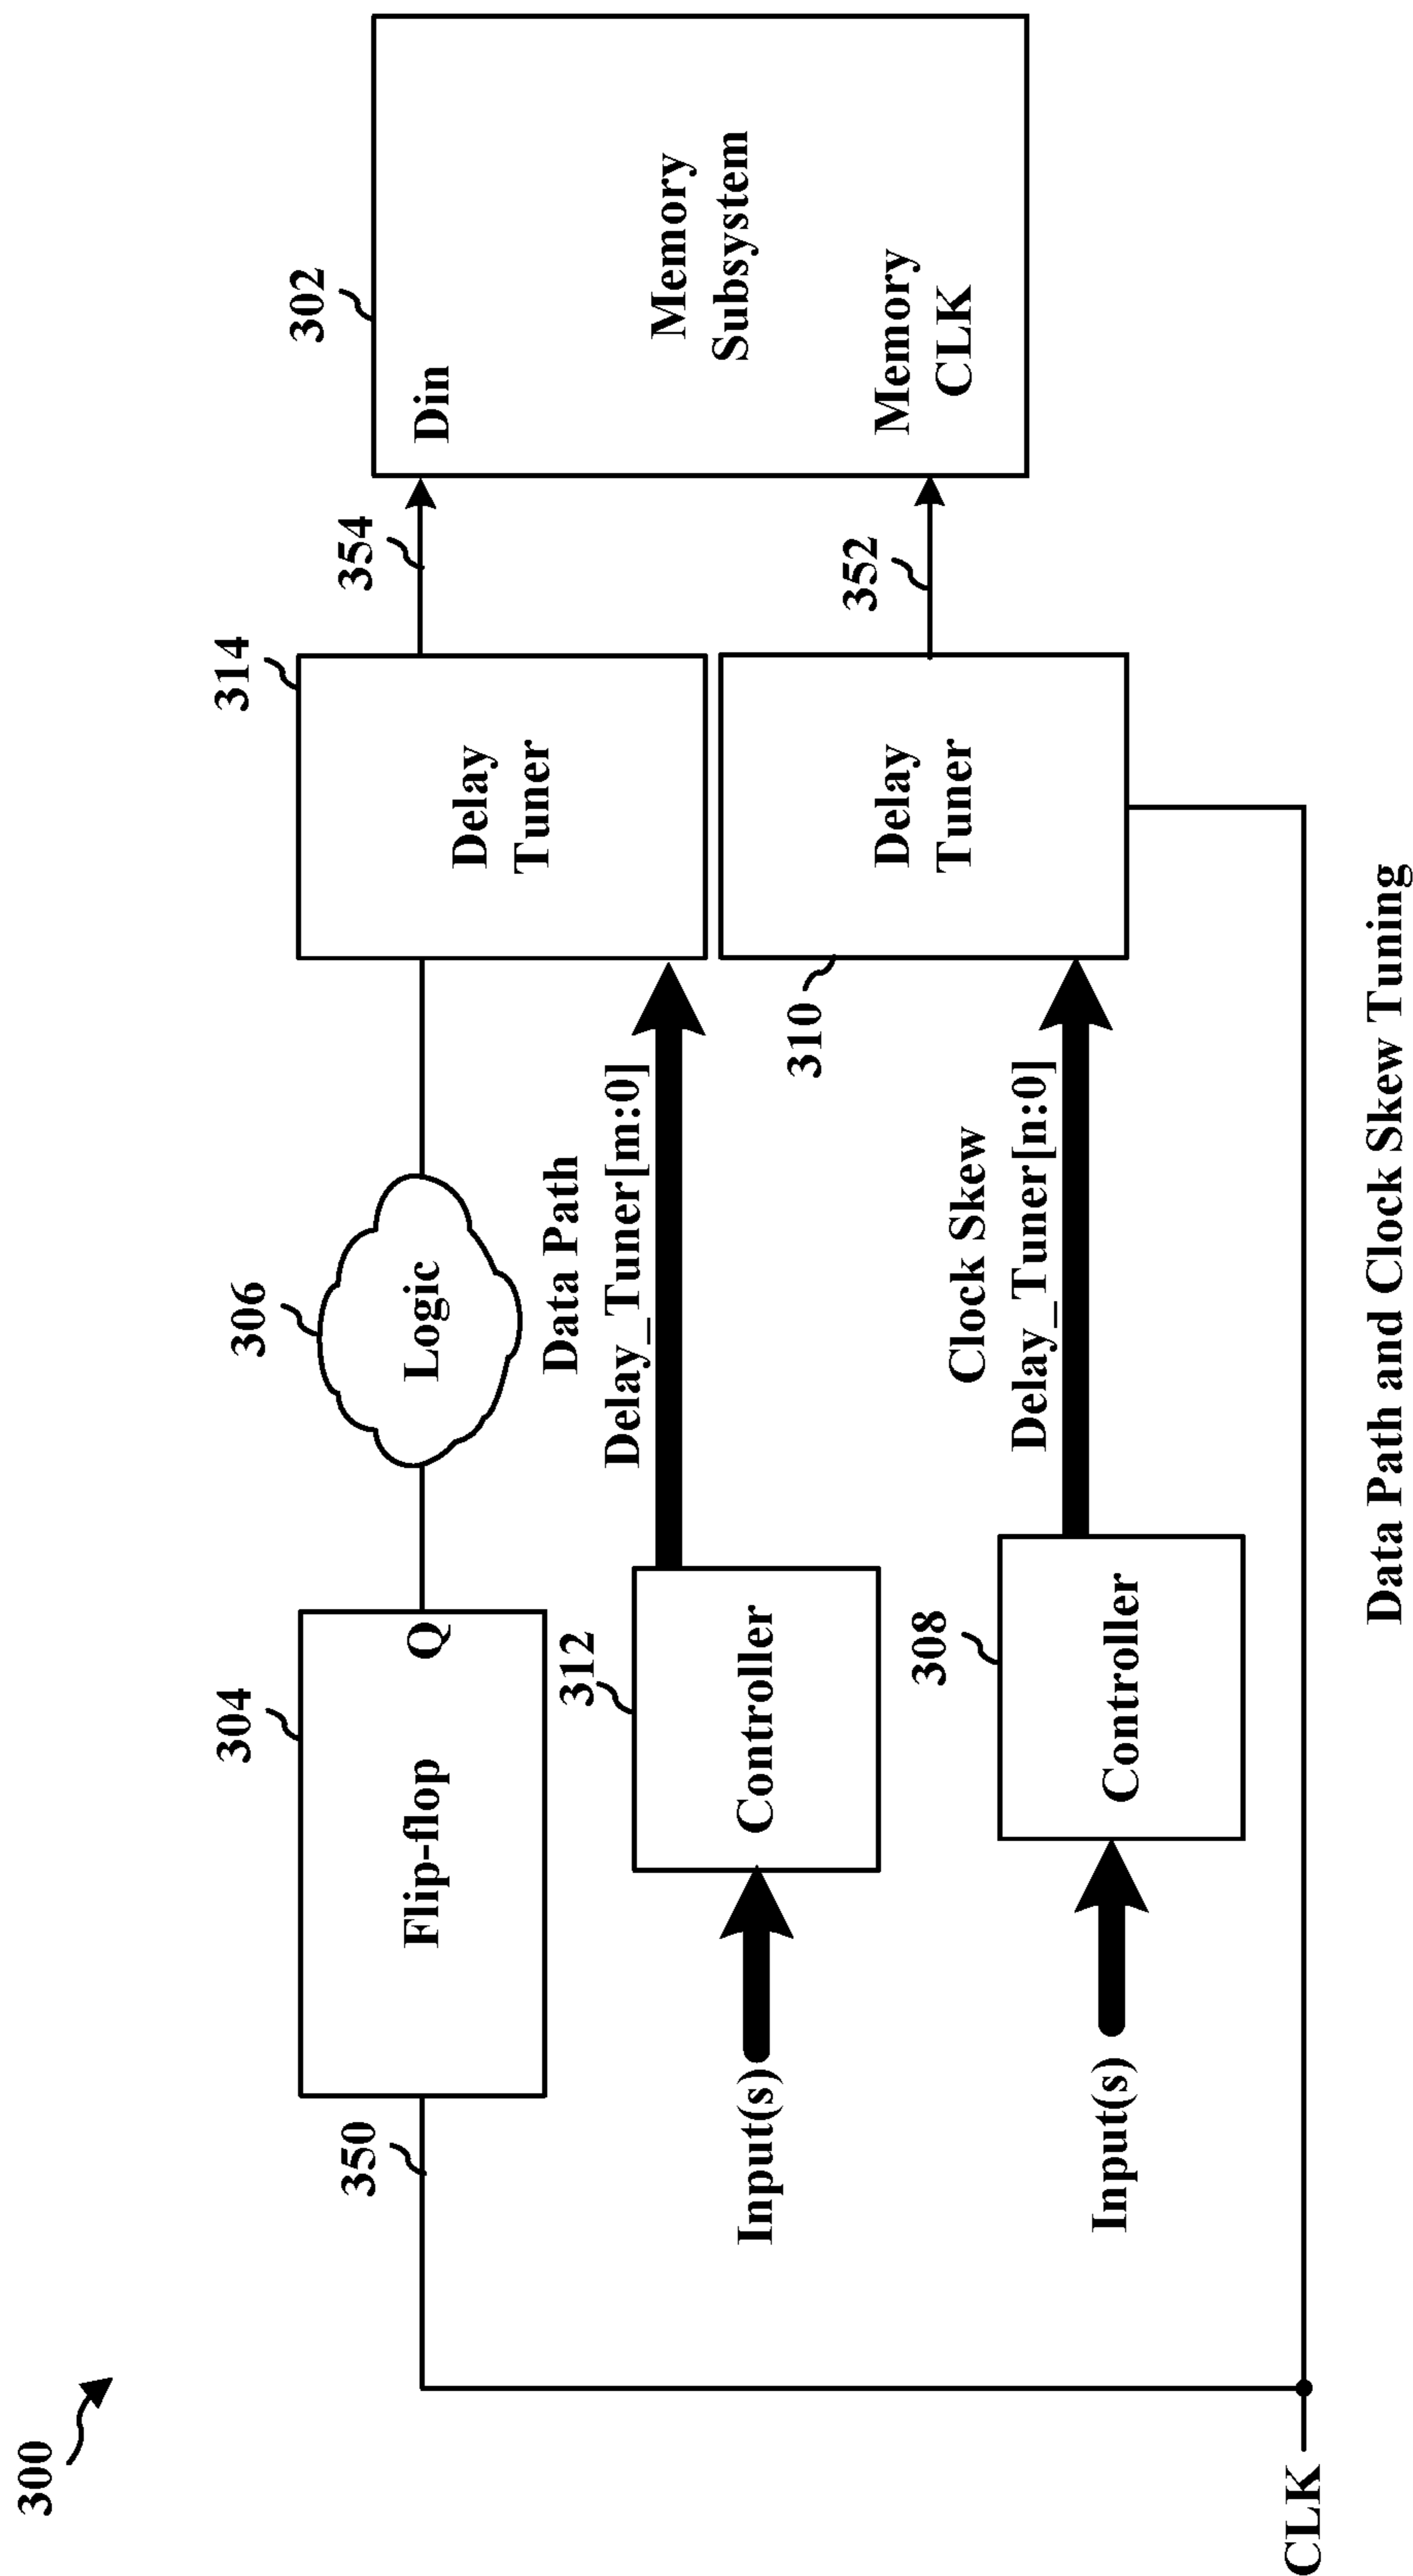 300
302
Din
Memory
Subsystem
Memory
CLK
354
352
314
Delay
Tuner
Delay
Tuner
310
306
Logic
Data Path
Delay_Tuner[m:0]
Clock Skew
Delay_Tuner[n:0]
304
Q
Flip-flop
312
Controller
308
Controller
350
Input(s)
Input(s)
CLK
Data Path and Clock Skew Tuning